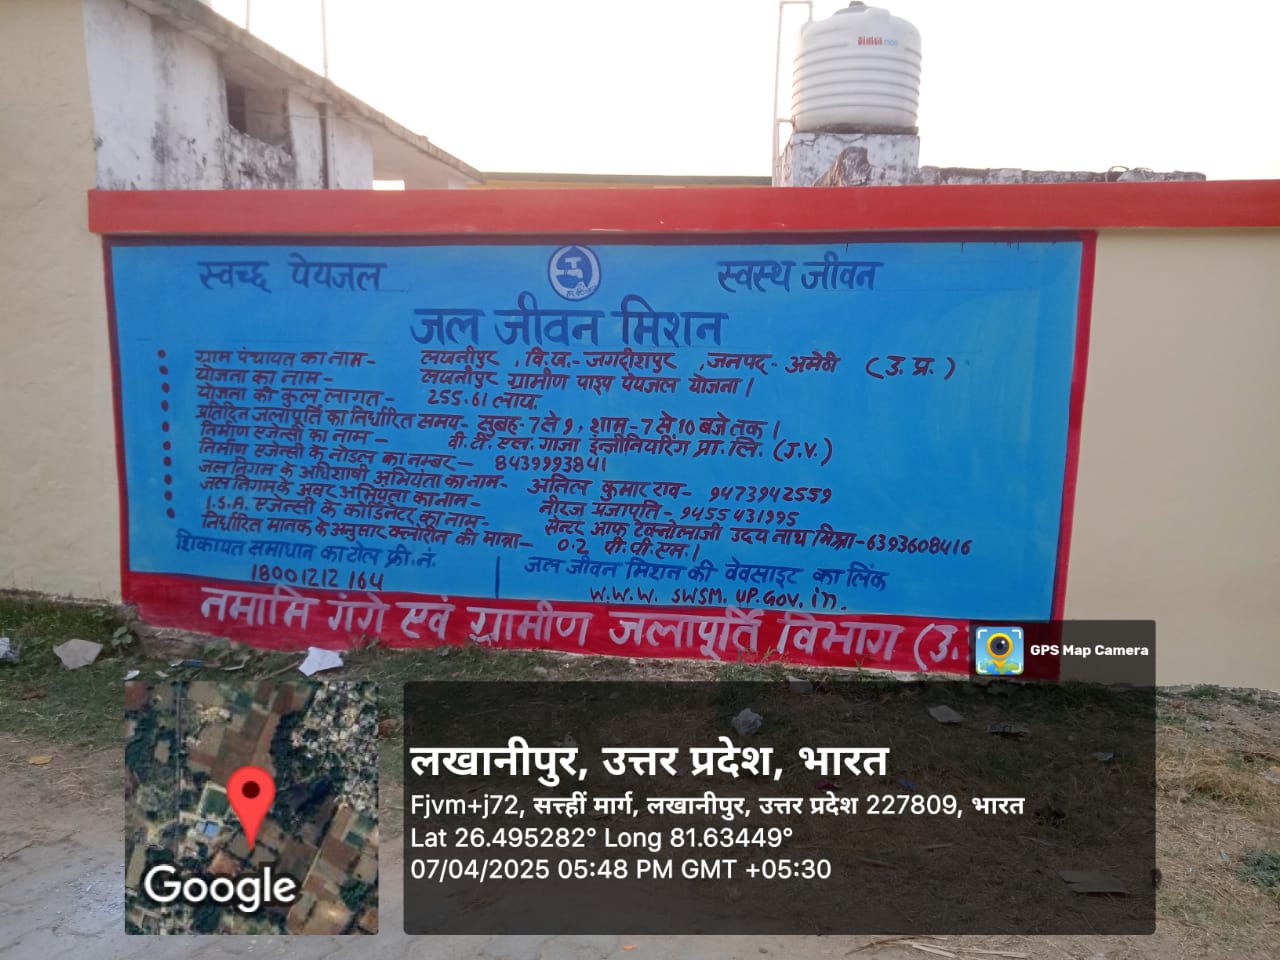 Sintex neo
स्वच्छ पेयजल स्वस्थ जीवन
जल जीवन मिशन
ग्राम पंचायत का नाम- लखनीपुर , वि.ख.- जगदीशपुर , जनपद- अमेठी (उ.प्र.)
योजना का नाम- लखनीपुर ग्रामीण पाइप पेयजल योजना।
योजना की कुल लागत- 255.61 लाख.
प्रतिदिन जलापूर्ति का निर्धारित समय- सुबह- 7 से 9, शाम- 7 से 10 बजे तक।
निर्माण एजेन्सी का नाम- वी.टी.एल. गाजा इन्जीनियरिंग प्रा.लि. (J.V.)
निर्माण एजेन्सी के नोडल का नम्बर- 8439993841
जल निगम के अधिशाषी अभियंता का नाम- अनिल कुमार राव- 9473942559
जल निगम के अवर अभियंता का नाम- नीरज प्रजापति- 9455431995
I.S.A. एजेन्सी के कोर्डिनेटर का नाम- सेन्टर आफ टेक्नोलाजी उदय नाथ मिश्रा-6393608416
निर्धारित मानक के अनुसार क्लोरीन की मात्रा- 0.2 पी.पी.एम.।
शिकायत समाधान का टोल फ्री.नं. जल जीवन मिशन की वेवसाइट का लिंक
18001212164 W.W.W. SWSM.UP.GOV.in.
नमामि गंगे एवं ग्रामीण जलापूर्ति विभाग (उ.
GPS Map Camera
लखानीपुर, उत्तर प्रदेश, भारत
Fjvm+j72, सत्त्हीं मार्ग, लखानीपुर, उत्तर प्रदेश 227809, भारत
Lat 26.495282° Long 81.63449°
07/04/2025 05:48 PM GMT +05:30
Google